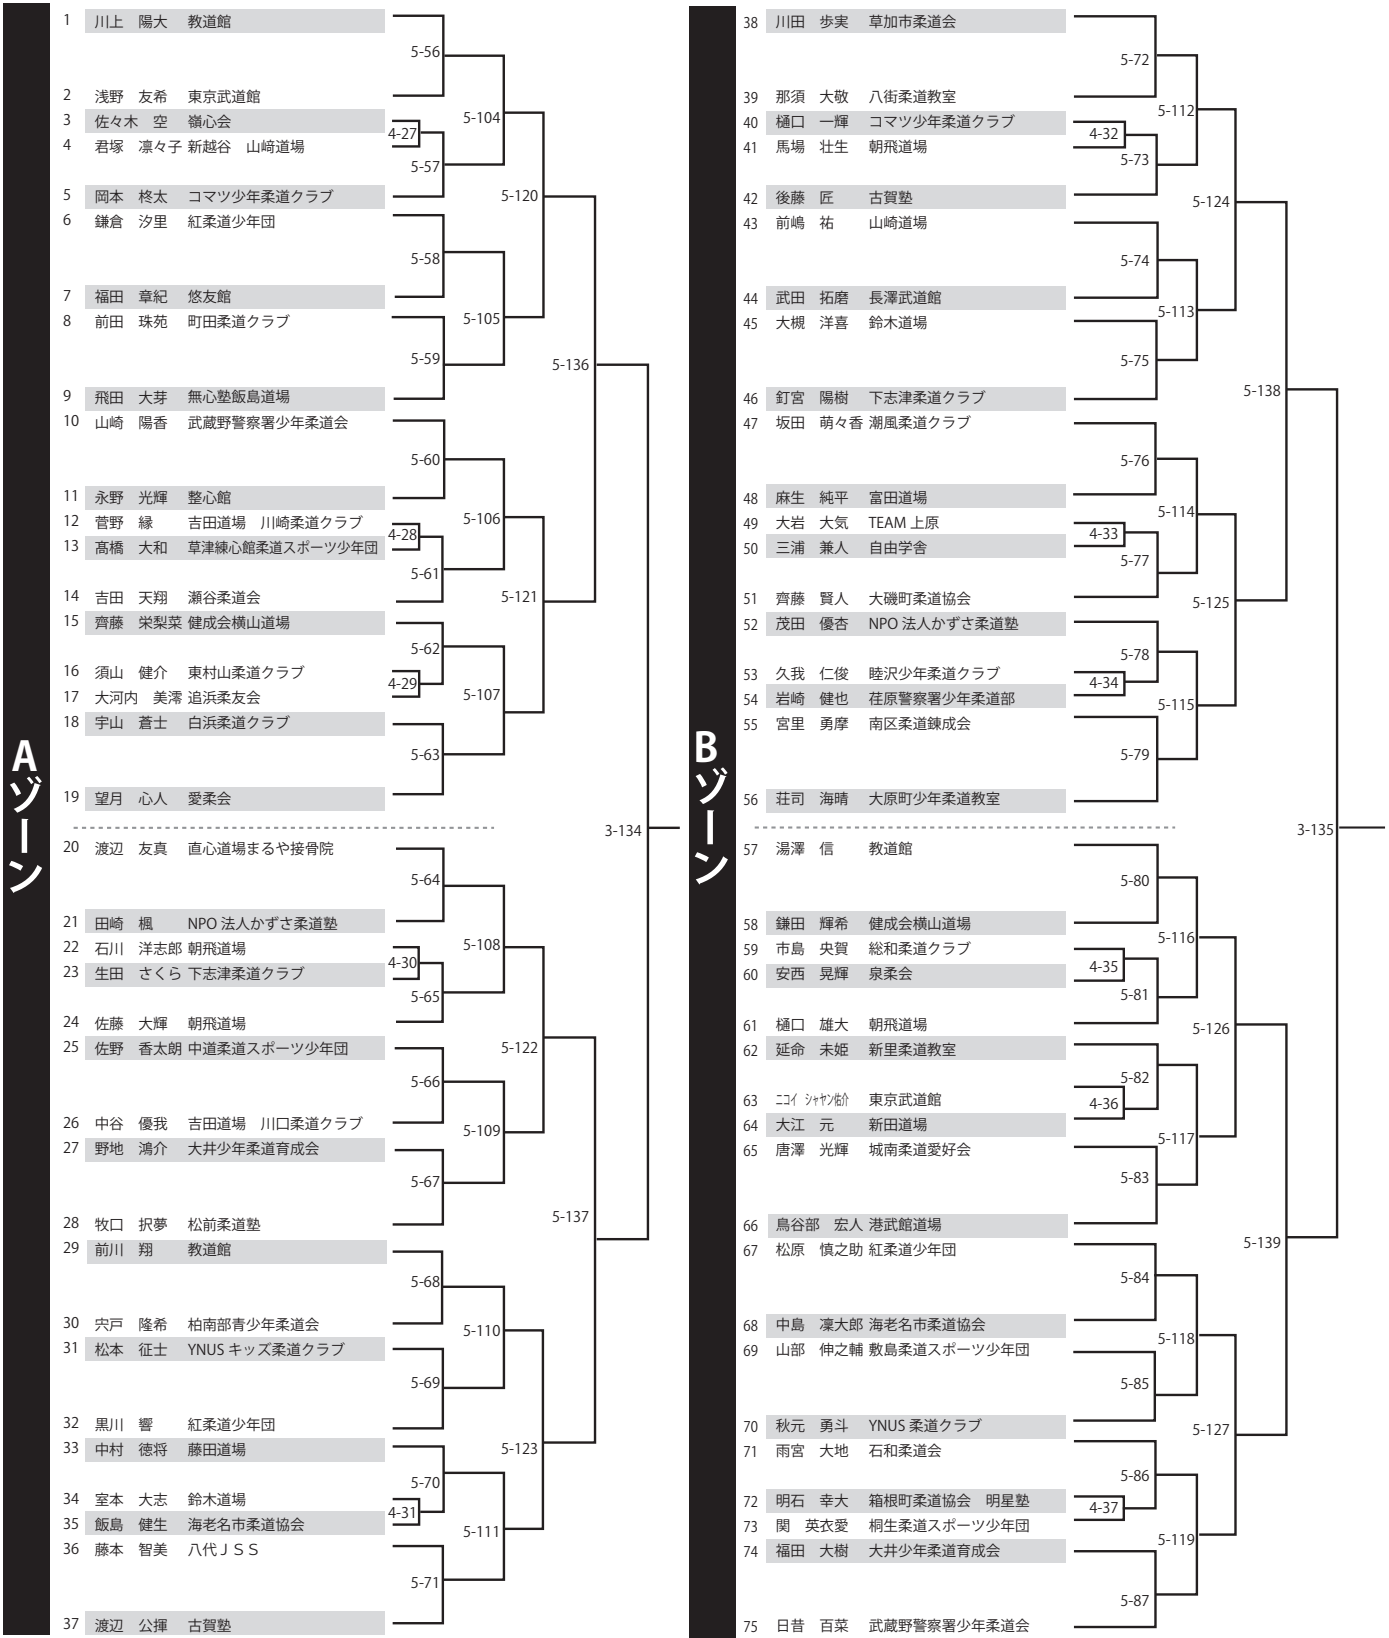 Aゾーン
1 川上 陽大 教道館
5-56
2 浅野 友希 東京武道館
3 佐々木 空 嶺心会
5-104
4-27
4 君塚 凛々子 新越谷 山﨑道場
5-57
5 岡本 柊太 コマツ少年柔道クラブ
5-120
6 鎌倉 汐里 紅柔道少年団
5-58
7 福田 章紀 悠友館
8 前田 珠苑 町田柔道クラブ
5-105
5-59
5-136
9 飛田 大芽 無心塾飯島道場
10 山崎 陽香 武蔵野警察署少年柔道会
5-60
11 永野 光輝 整心館
12 菅野 縁 吉田道場 川崎柔道クラブ
5-106
4-28
13 髙橋 大和 草津練心館柔道スポーツ少年団
5-61
14 吉田 天翔 瀬谷柔道会
5-121
15 齊藤 栄梨菜 健成会横山道場
5-62
16 須山 健介 東村山柔道クラブ
4-29
17 大河内 美澪 追浜柔友会
5-107
18 宇山 蒼士 白浜柔道クラブ
5-63
19 望月 心人 愛柔会
3-134
20 渡辺 友真 直心道場まるや接骨院
5-64
21 田崎 楓 NPO 法人かずさ柔道塾
22 石川 洋志郎 朝飛道場
5-108
4-30
23 生田 さくら 下志津柔道クラブ
5-65
24 佐藤 大輝 朝飛道場
25 佐野 香太朗 中道柔道スポーツ少年団
5-122
5-66
26 中谷 優我 吉田道場 川口柔道クラブ
5-109
27 野地 鴻介 大井少年柔道育成会
5-67
28 牧口 択夢 松前柔道塾
5-137
29 前川 翔 教道館
5-68
30 宍戸 隆希 柏南部青少年柔道会
5-110
31 松本 征士 YNUS キッズ柔道クラブ
5-69
32 黒川 響 紅柔道少年団
33 中村 徳将 藤田道場
5-123
5-70
34 室本 大志 鈴木道場
4-31
35 飯島 健生 海老名市柔道協会
5-111
36 藤本 智美 八代ＪＳＳ
5-71
37 渡辺 公揮 古賀塾
Bゾーン
38 川田 歩実 草加市柔道会
5-72
39 那須 大敬 八街柔道教室
5-112
40 樋口 一輝 コマツ少年柔道クラブ
4-32
41 馬場 壮生 朝飛道場
5-73
42 後藤 匠 古賀塾
5-124
43 前嶋 祐 山崎道場
5-74
44 武田 拓磨 長澤武道館
5-113
45 大槻 洋喜 鈴木道場
5-75
5-138
46 釘宮 陽樹 下志津柔道クラブ
47 坂田 萌々香 潮風柔道クラブ
5-76
48 麻生 純平 富田道場
5-114
49 大岩 大気 TEAM 上原
4-33
50 三浦 兼人 自由学舎
5-77
51 齊藤 賢人 大磯町柔道協会
5-125
52 茂田 優杏 NPO 法人かずさ柔道塾
5-78
53 久我 仁俊 睦沢少年柔道クラブ
4-34
54 岩崎 健也 荏原警察署少年柔道部
5-115
55 宮里 勇摩 南区柔道錬成会
5-79
56 荘司 海晴 大原町少年柔道教室
3-135
57 湯澤 信 教道館
5-80
58 鎌田 輝希 健成会横山道場
5-116
59 市島 央賀 総和柔道クラブ
4-35
60 安西 晃輝 泉柔会
5-81
61 樋口 雄大 朝飛道場
5-126
62 延命 未姫 新里柔道教室
5-82
63 ニコイ シャヤン佑介 東京武道館
4-36
64 大江 元 新田道場
5-117
65 唐澤 光輝 城南柔道愛好会
5-83
66 鳥谷部 宏人 港武館道場
5-139
67 松原 慎之助 紅柔道少年団
5-84
68 中島 凜大郎 海老名市柔道協会
5-118
69 山部 伸之輔 敷島柔道スポーツ少年団
5-85
70 秋元 勇斗 YNUS 柔道クラブ
5-127
71 雨宮 大地 石和柔道会
5-86
72 明石 幸大 箱根町柔道協会 明星塾
4-37
73 関 英衣愛 桐生柔道スポーツ少年団
5-119
74 福田 大樹 大井少年柔道育成会
5-87
75 日昔 百菜 武蔵野警察署少年柔道会